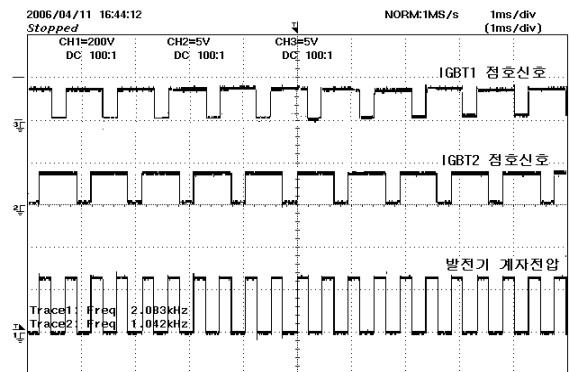 2006/04/11 16:44:12 NORM:1MS/s 1ms/div
Stopped (1ms/div)
CH1=200V CH2=5V CH3=5V
DC 100:1 DC 100:1 DC 100:1
IGBT1 점호신호
IGBT2 점호신호
발전기 계자전압
Trace1: Freq 2.083kHz
Trace2: Freq 1.042kHz